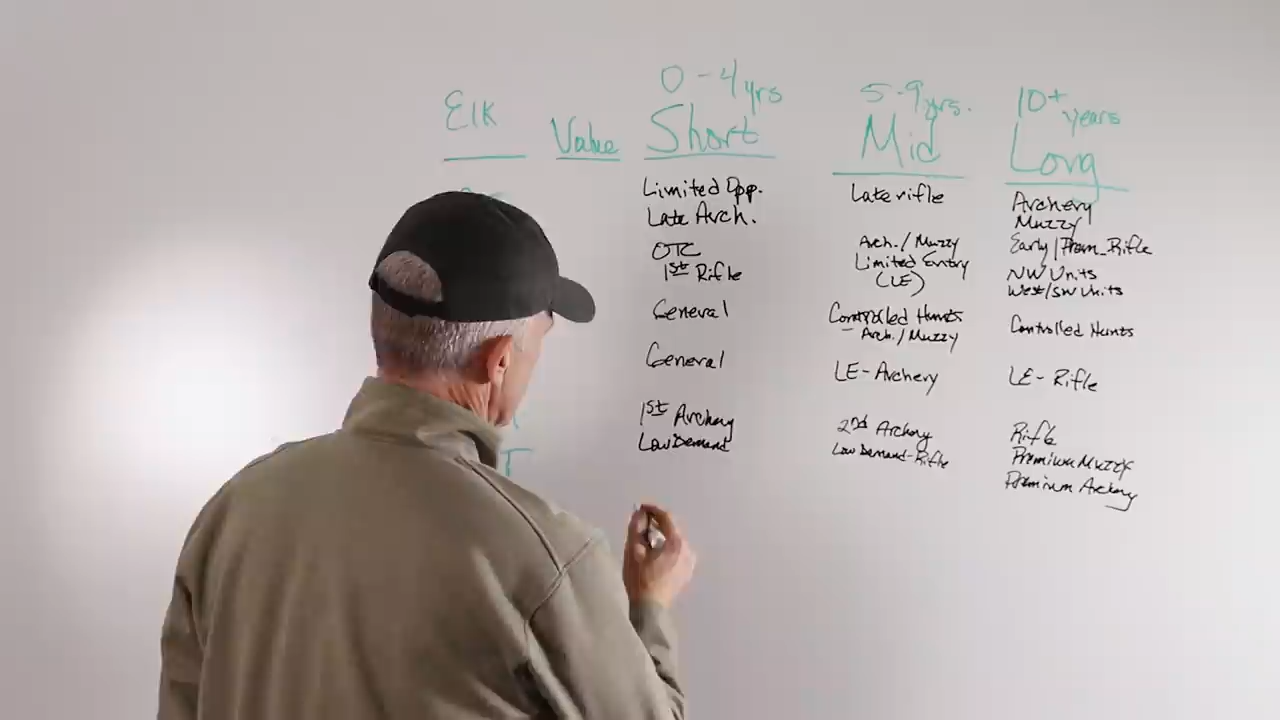 Elk
Value
0-4 yrs
Short
5-9 yrs.
Mid
10+ years
Long
Limited Opp.
Late Arch.
Late rifle
Archery
Muzzy
Early/Prem. Rifle
OTC
1st Rifle
Arch./Muzzy
Limited Entry
(LE)
NW Units
West/SW Units
General
Controlled Hunts
- Arch./Muzzy
Controlled Hunts
General
LE-Archery
LE-Rifle
1st Archery
Low Demand
2nd Archery
Low Demand-Rifle
Rifle
Premium Muzzy
Premium Archery